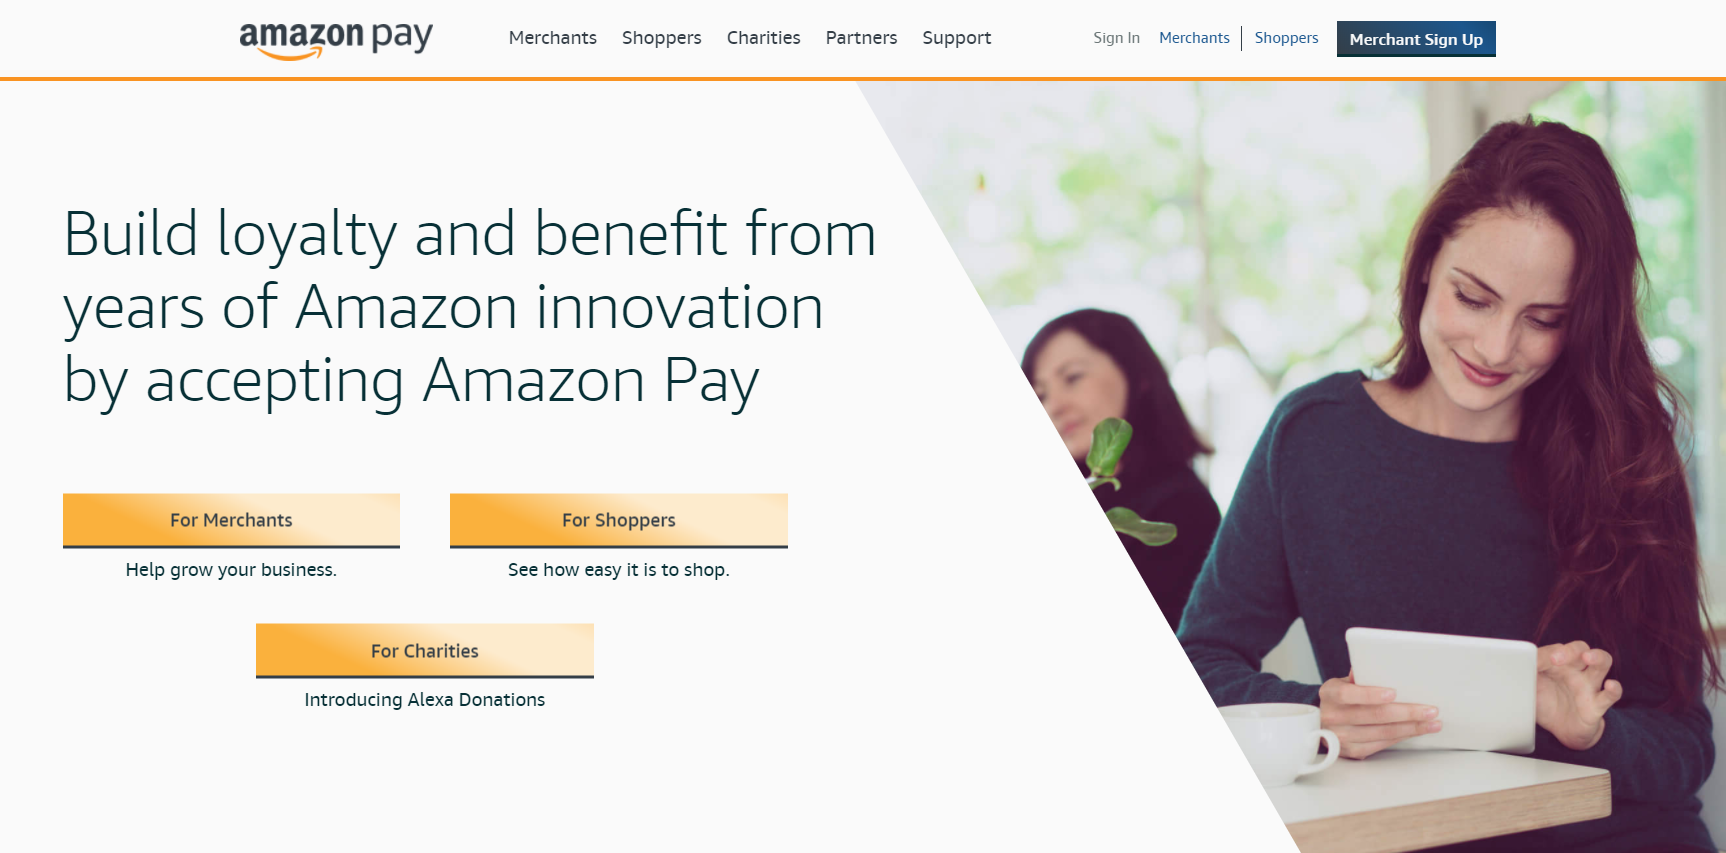 amazon pay
Merchants Shoppers Charities Partners Support
Sign In Merchants Shoppers Merchant Sign Up
Build loyalty and benefit from
years of Amazon innovation
by accepting Amazon Pay
For Merchants
Help grow your business.
For Shoppers
See how easy it is to shop.
For Charities
Introducing Alexa Donations